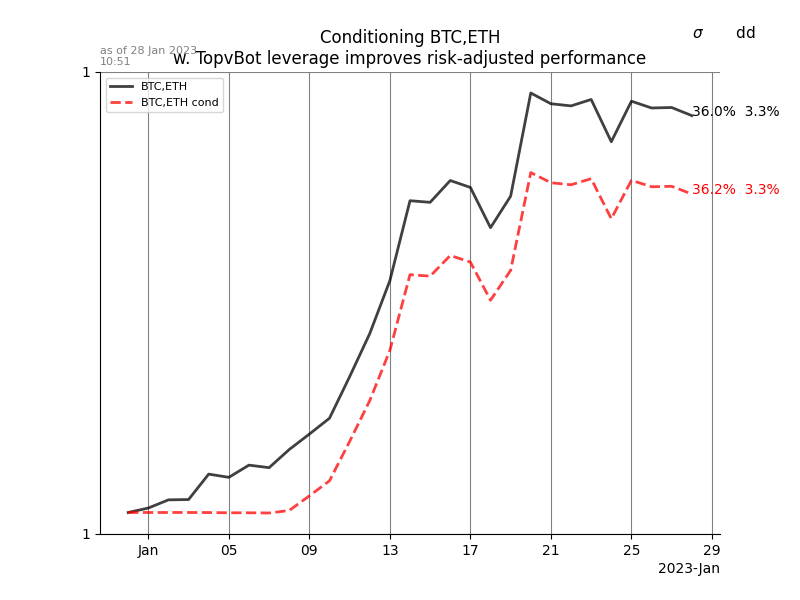 Conditioning BTC,ETH
σ dd
as of 28 Jan 2023
w. TopvBot leverage improves risk-adjusted performance
10:51
1
BTC,ETH
BTC,ETH cond
36.0% 3.3%
36.2% 3.3%
1
Jan 05 09 13 17 21 25 29
2023-Jan